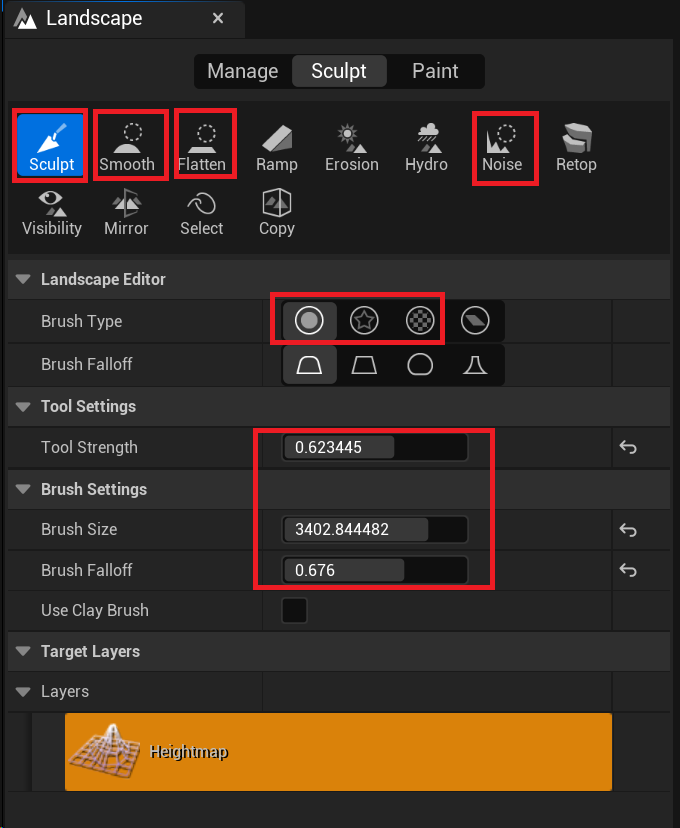 Landscape
Manage Sculpt Paint
Sculpt Smooth Flatten Ramp Erosion Hydro Noise Retop
Visibility Mirror Select Copy
Landscape Editor
Brush Type
Brush Falloff
Tool Settings
Tool Strength 0.623445
Brush Settings
Brush Size 3402.844482
Brush Falloff 0.676
Use Clay Brush
Target Layers
Layers
Heightmap